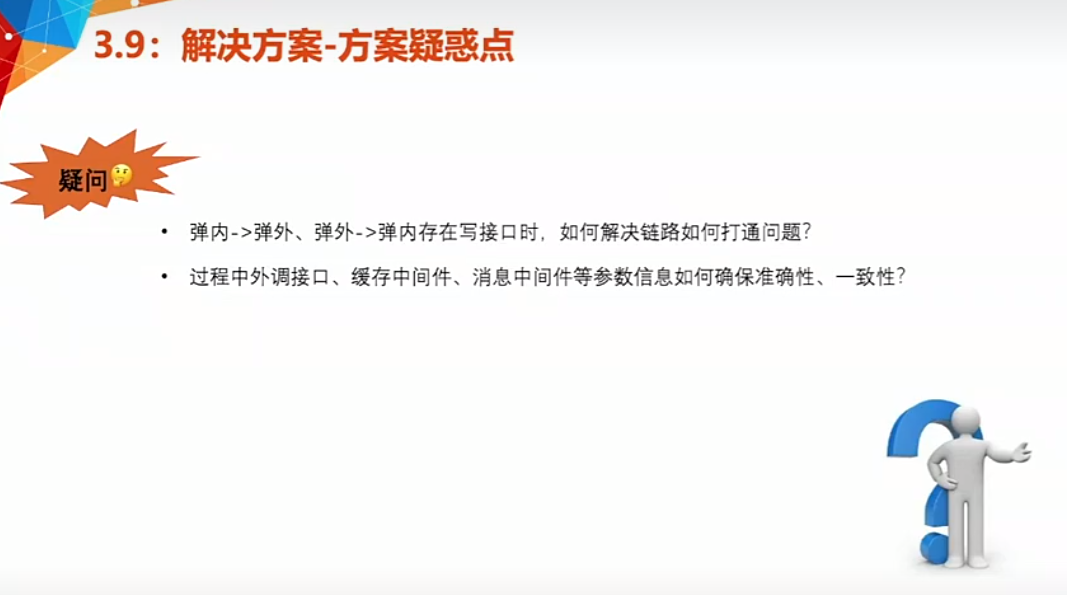 3.9：解决方案-方案疑惑点
疑问🤔
• 弹内->弹外、弹外->弹内存在写接口时，如何解决链路如何打通问题？
• 过程中外调接口、缓存中间件、消息中间件等参数信息如何确保准确性、一致性？